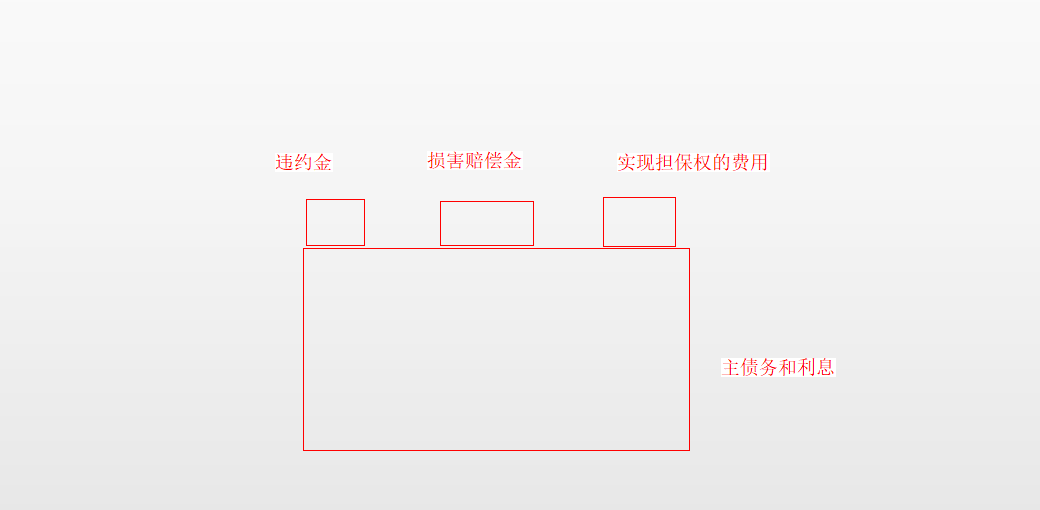 违约金
损害赔偿金
实现担保权的费用
主债务和利息